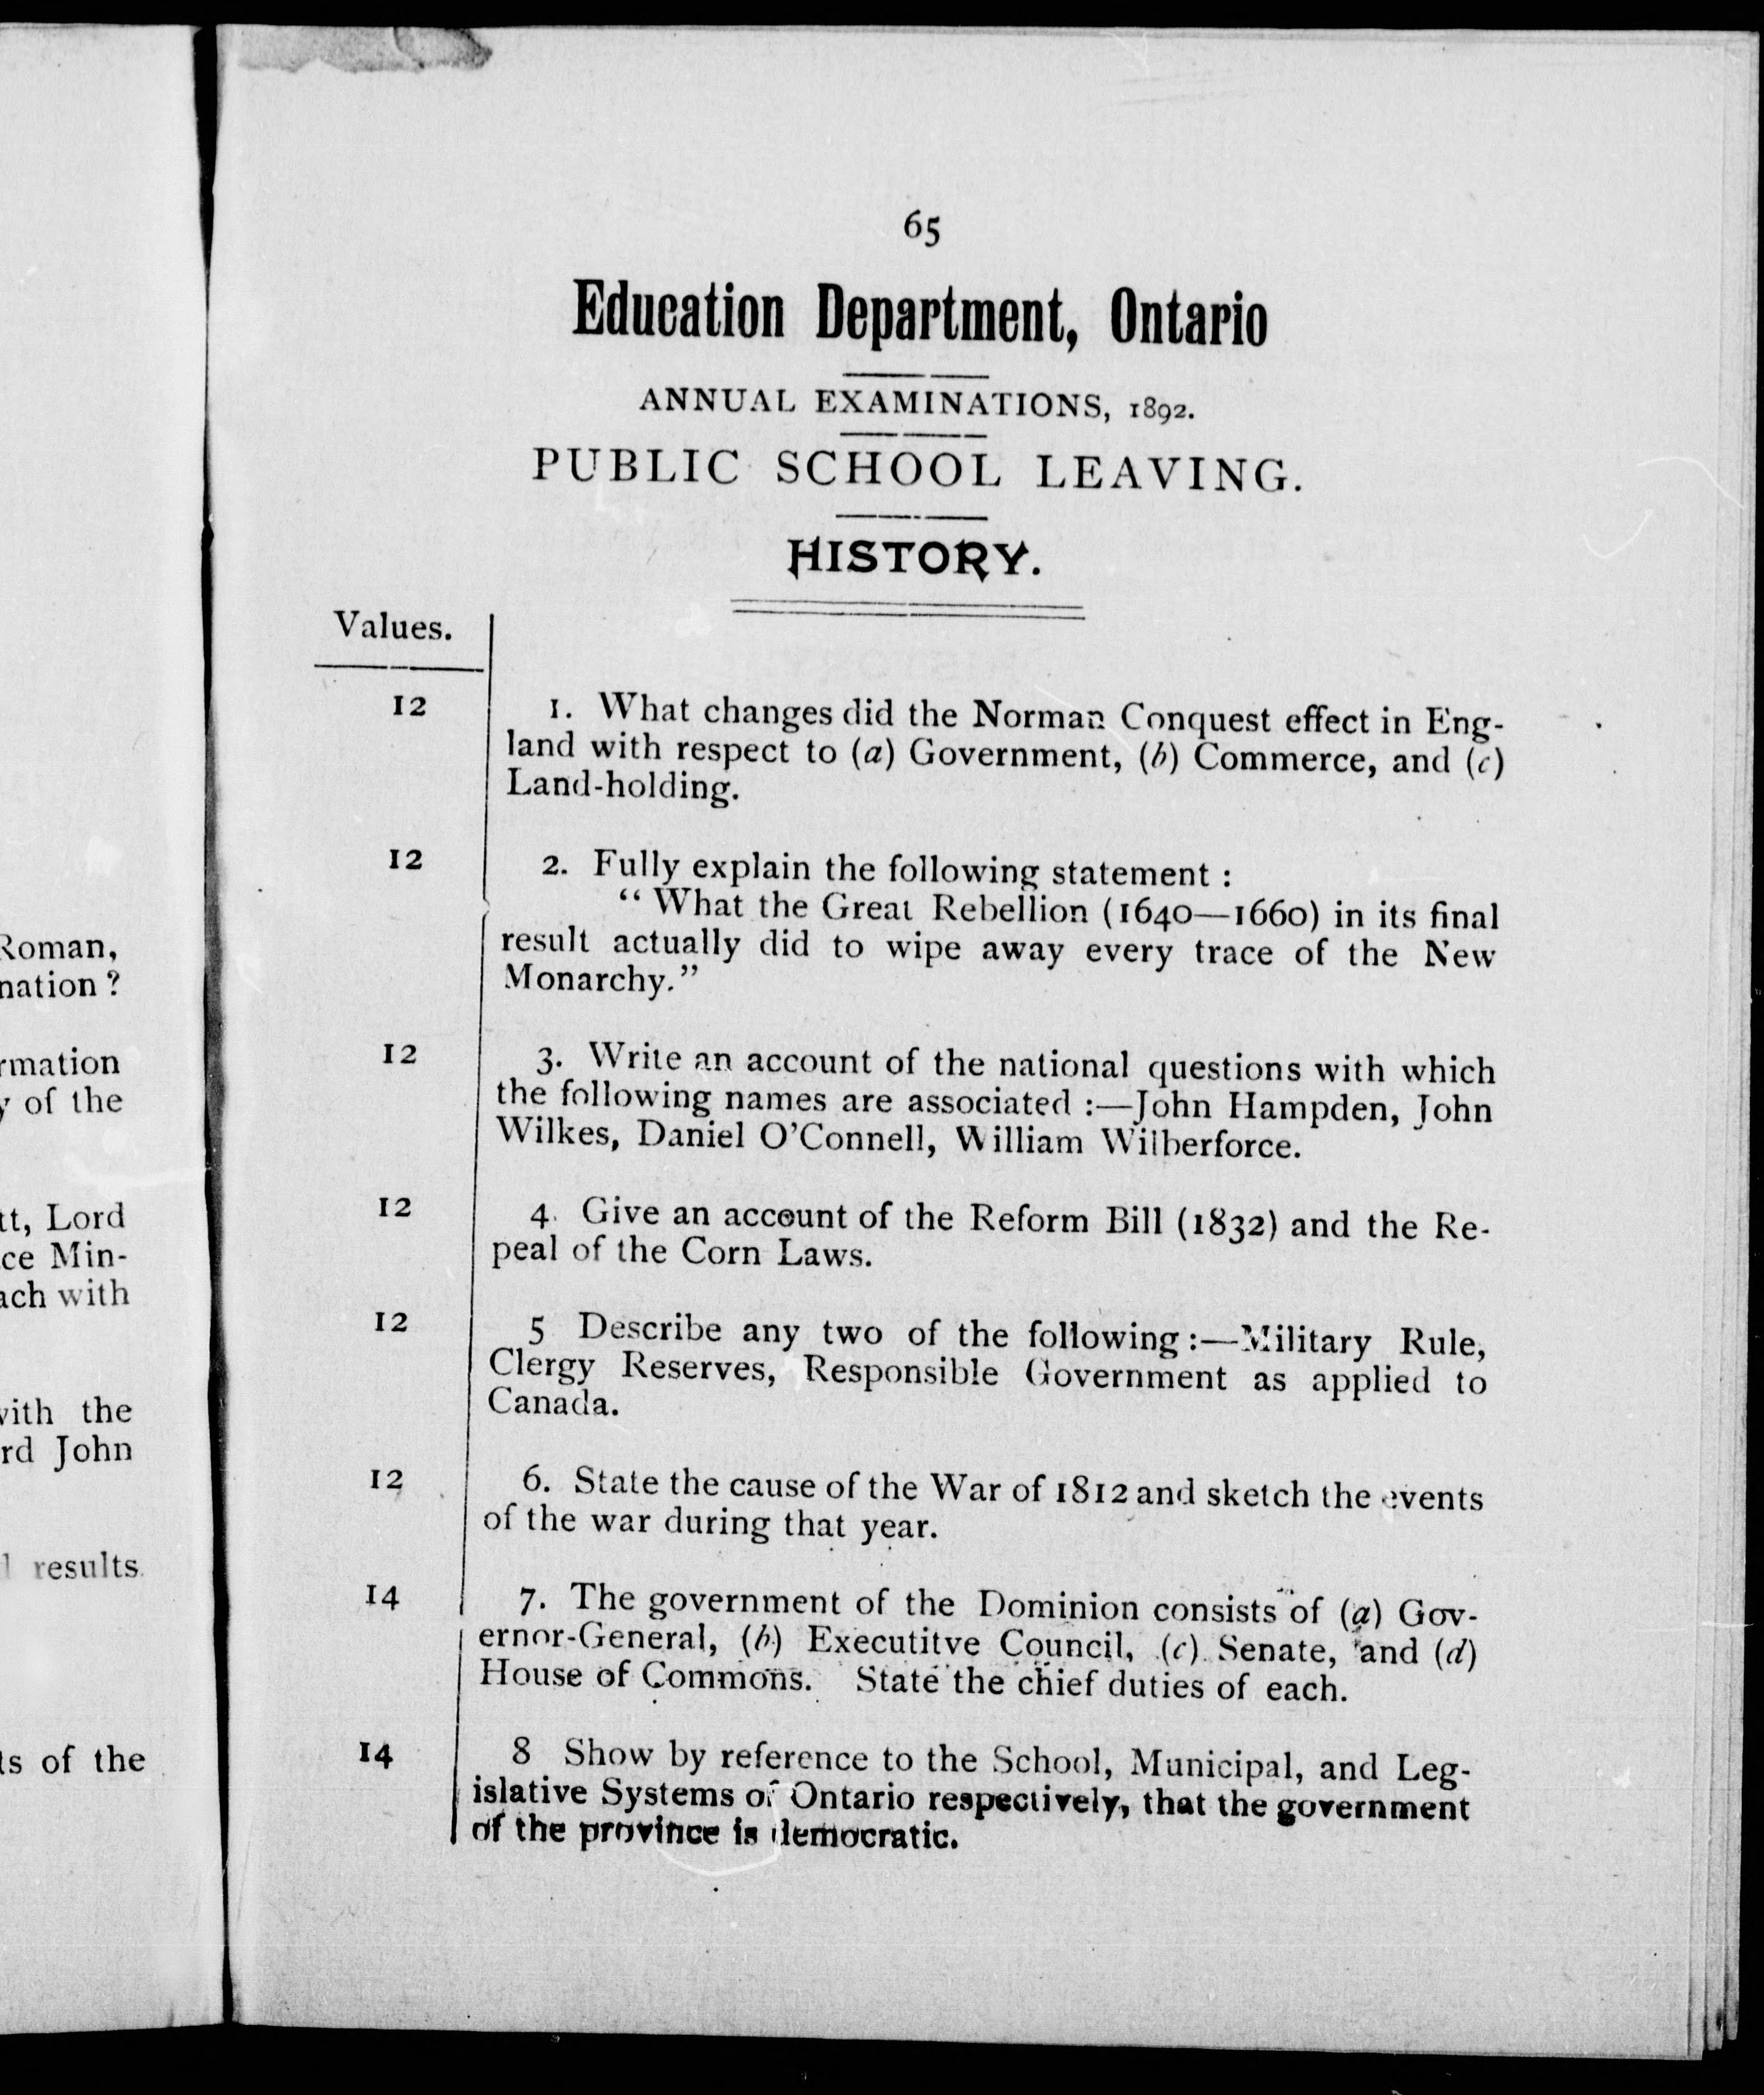 Roman,
nation ?
rmation
y of the
tt, Lord
ce Min-
ach with
with the
rd John
results.
ts of the
65
Education Department, Ontario
ANNUAL EXAMINATIONS, 1892.
PUBLIC SCHOOL LEAVING.
HISTORY.
Values.
12 1. What changes did the Norman Conquest effect in Eng-
land with respect to (a) Government, (b) Commerce, and (c)
Land-holding.
12 2. Fully explain the following statement :
“ What the Great Rebellion (1640—1660) in its final
result actually did to wipe away every trace of the New
Monarchy.”
12 3. Write an account of the national questions with which
the following names are associated :—John Hampden, John
Wilkes, Daniel O’Connell, William Wilberforce.
12 4. Give an account of the Reform Bill (1832) and the Re-
peal of the Corn Laws.
12 5 Describe any two of the following :—Military Rule,
Clergy Reserves, Responsible Government as applied to
Canada.
12 6. State the cause of the War of 1812 and sketch the events
of the war during that year.
14 7. The government of the Dominion consists of (a) Gov-
ernor-General, (b) Executitve Council, (c) Senate, and (d)
House of Commons. State the chief duties of each.
14 8 Show by reference to the School, Municipal, and Leg-
islative Systems of Ontario respectively, that the government
of the province is democratic.